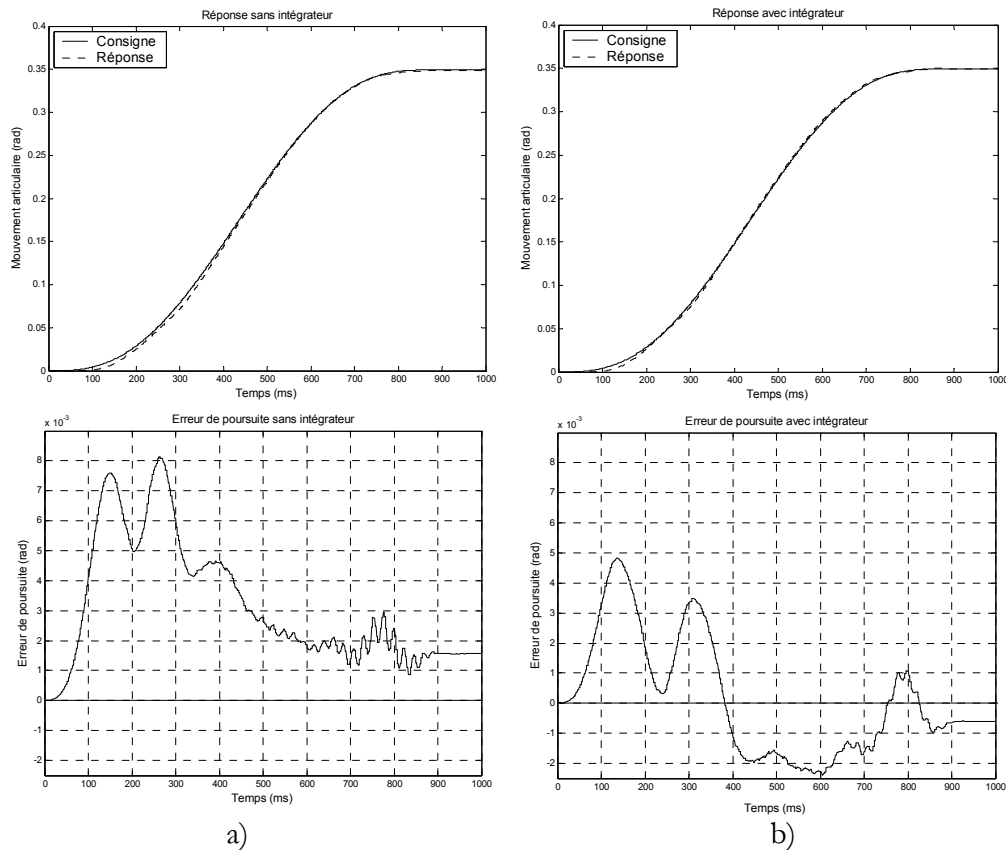 Réponse sans intégrateur
0.4
0.35
0.3
0.25
0.2
0.15
0.1
0.05
0
Mouvement articulaire (rad)
Consigne
Réponse
0 100 200 300 400 500 600 700 800 900 1000
Temps (ms)
Réponse avec intégrateur
0.4
0.35
0.3
0.25
0.2
0.15
0.1
0.05
0
Mouvement articulaire (rad)
Consigne
Réponse
0 100 200 300 400 500 600 700 800 900 1000
Temps (ms)
x 10-3
Erreur de poursuite sans intégrateur
8
7
6
5
4
3
2
1
0
-1
-2
Erreur de poursuite (rad)
0 100 200 300 400 500 600 700 800 900 1000
Temps (ms)
a)
x 10-3
Erreur de poursuite avec intégrateur
8
7
6
5
4
3
2
1
0
-1
-2
Erreur de poursuite (rad)
0 100 200 300 400 500 600 700 800 900 1000
Temps (ms)
b)